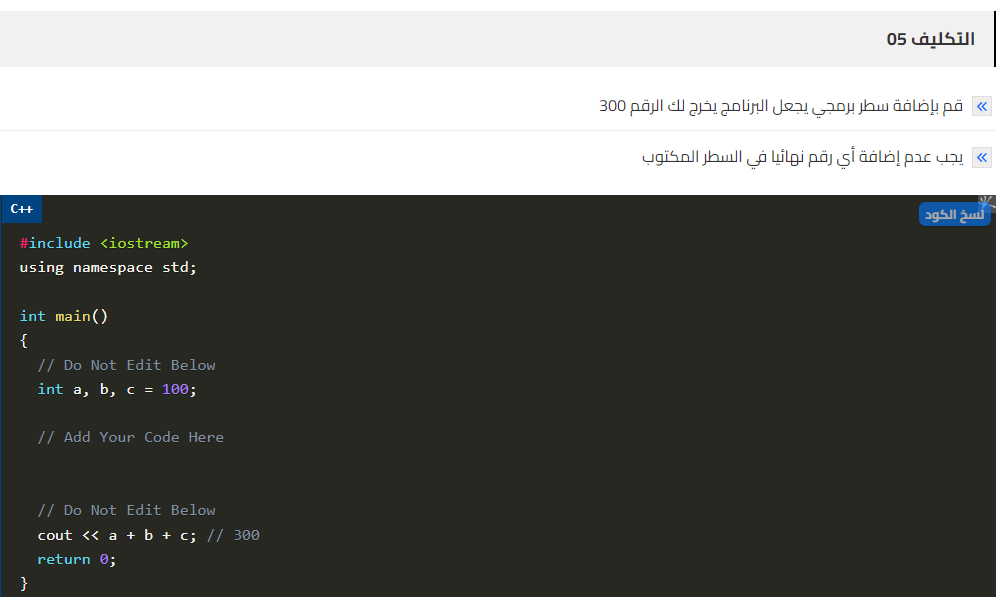 التكليف 05
قم بإضافة سطر برمجي يجعل البرنامج يخرج لك الرقم 300
يجب عدم إضافة أي رقم نهائيا في السطر المكتوب
C++
نسخ الكود
#include <iostream>
using namespace std;
int main()
{
// Do Not Edit Below
int a, b, c = 100;
// Add Your Code Here
// Do Not Edit Below
cout << a + b + c; // 300
return 0;
}